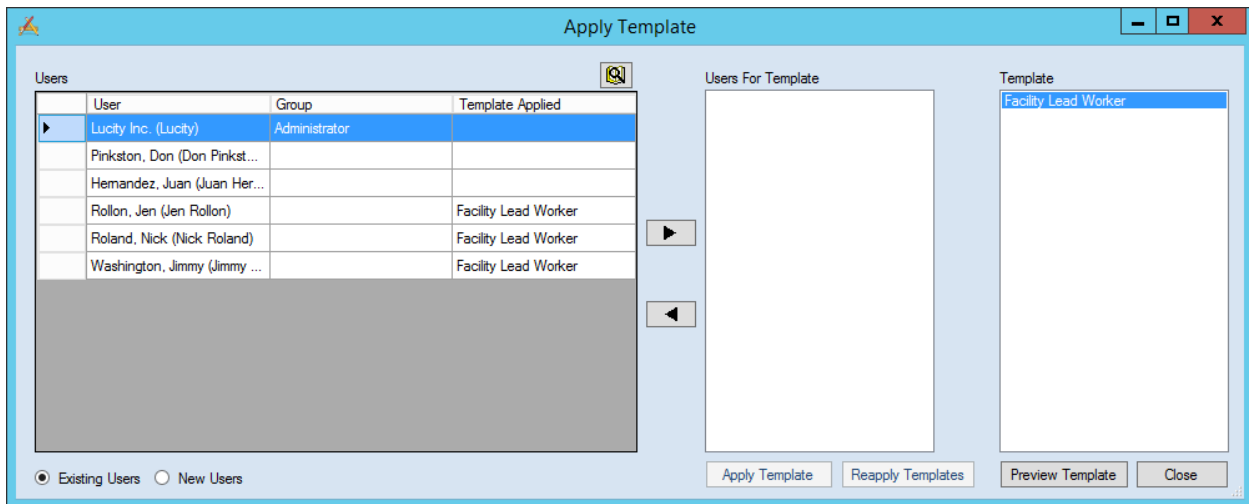 Apply Template
Users
Users For Template
Template
User Group Template Applied
Lucity Inc. (Lucity) Administrator
Pinkston, Don (Don Pinkst...
Hernandez, Juan (Juan Her...
Rollon, Jen (Jen Rollon) Facility Lead Worker
Roland, Nick (Nick Roland) Facility Lead Worker
Washington, Jimmy (Jimmy ... Facility Lead Worker
Facility Lead Worker
Existing Users New Users
Apply Template Reapply Templates Preview Template Close